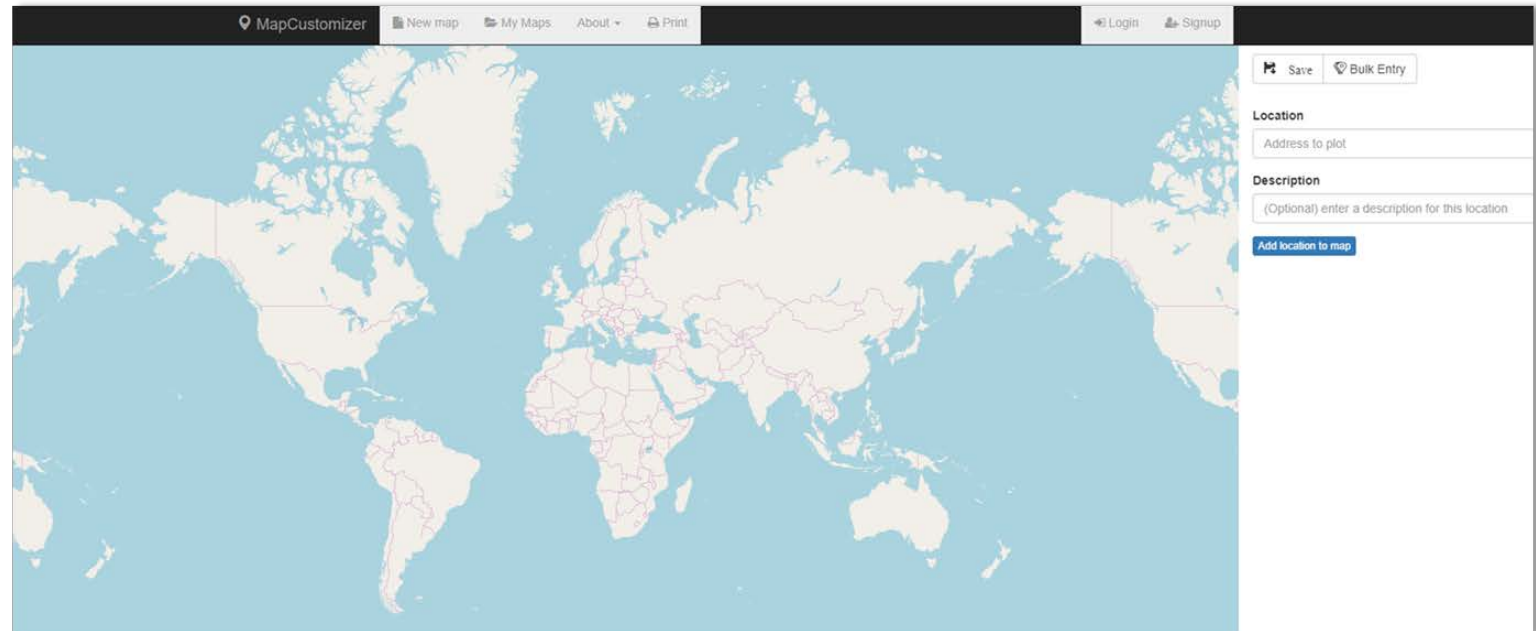 MapCustomizer New map My Maps About Print Login Signup
Save Bulk Entry
Location
Address to plot
Description
(Optional) enter a description for this location
Add location to map